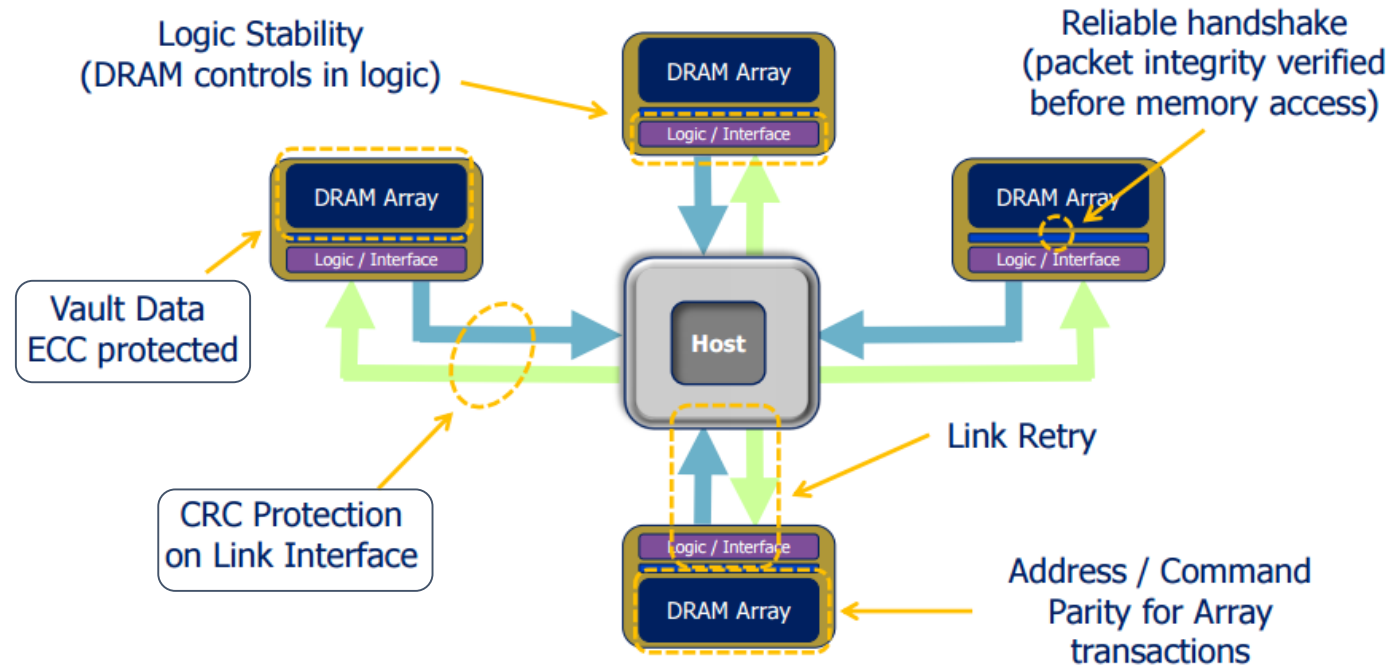 Logic Stability
(DRAM controls in logic)
Reliable handshake
(packet integrity verified
before memory access)
DRAM Array
Logic / Interface
DRAM Array
Logic / Interface
DRAM Array
Logic / Interface
Vault Data
ECC protected
Host
Link Retry
CRC Protection
on Link Interface
Logic / Interface
DRAM Array
Address / Command
Parity for Array
transactions